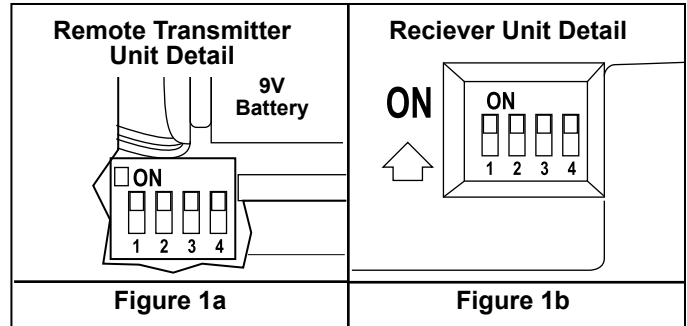 Remote Transmitter
Unit Detail
9V
Battery
ON
1 2 3 4
Figure 1a
Reciever Unit Detail
ON
ON
1 2 3 4
Figure 1b